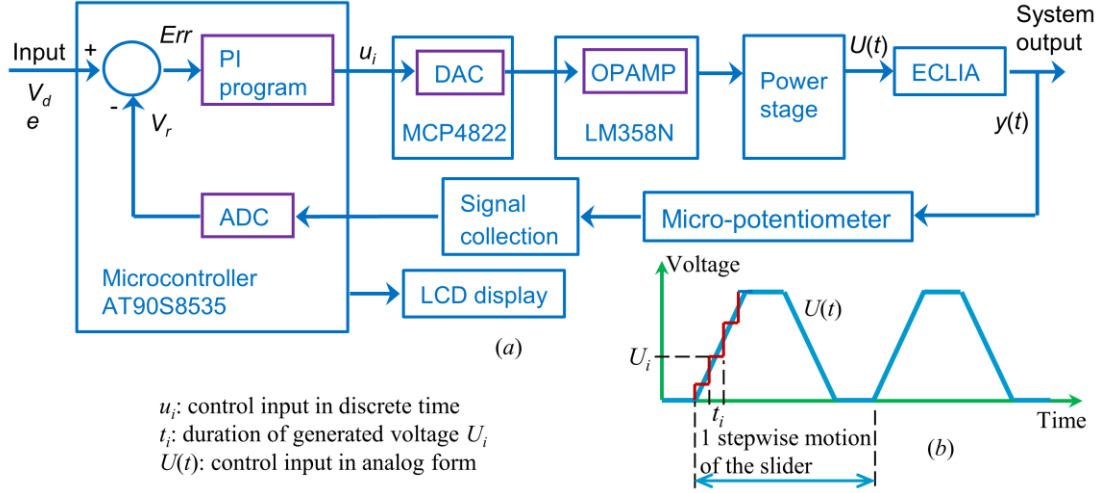 Input
V_d
e
+
-
Err
V_r
PI
program
u_i
DAC
MCP4822
OPAMP
LM358N
Power
stage
U(t)
ECLIA
System
output
y(t)
ADC
Signal
collection
Micro-potentiometer
Microcontroller
AT90S8535
LCD display
(a)
Voltage
U(t)
U_i
t_i
Time
1 stepwise motion
of the slider
(b)
u_i: control input in discrete time
t_i: duration of generated voltage U_i
U(t): control input in analog form